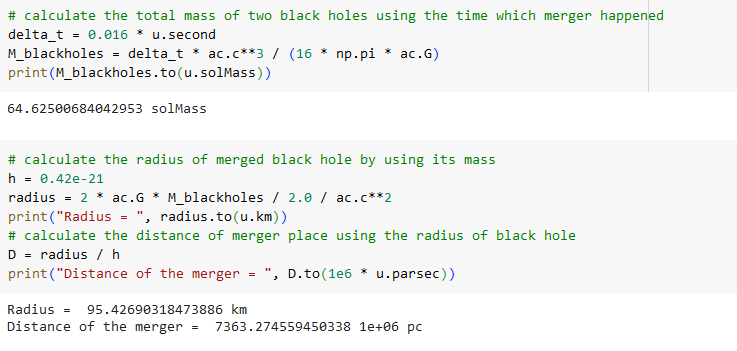 # calculate the total mass of two black holes using the time which merger happened
delta_t = 0.016 * u.second
M_blackholes = delta_t * ac.c**3 / (16 * np.pi * ac.G)
print(M_blackholes.to(u.solMass))
64.62500684042953 solMass
# calculate the radius of merged black hole by using its mass
h = 0.42e-21
radius = 2 * ac.G * M_blackholes / 2.0 / ac.c**2
print("Radius = ", radius.to(u.km))
# calculate the distance of merger place using the radius of black hole
D = radius / h
print("Distance of the merger = ", D.to(1e6 * u.parsec))
Radius =  95.42690318473886 km
Distance of the merger =  7363.274559450338 1e+06 pc